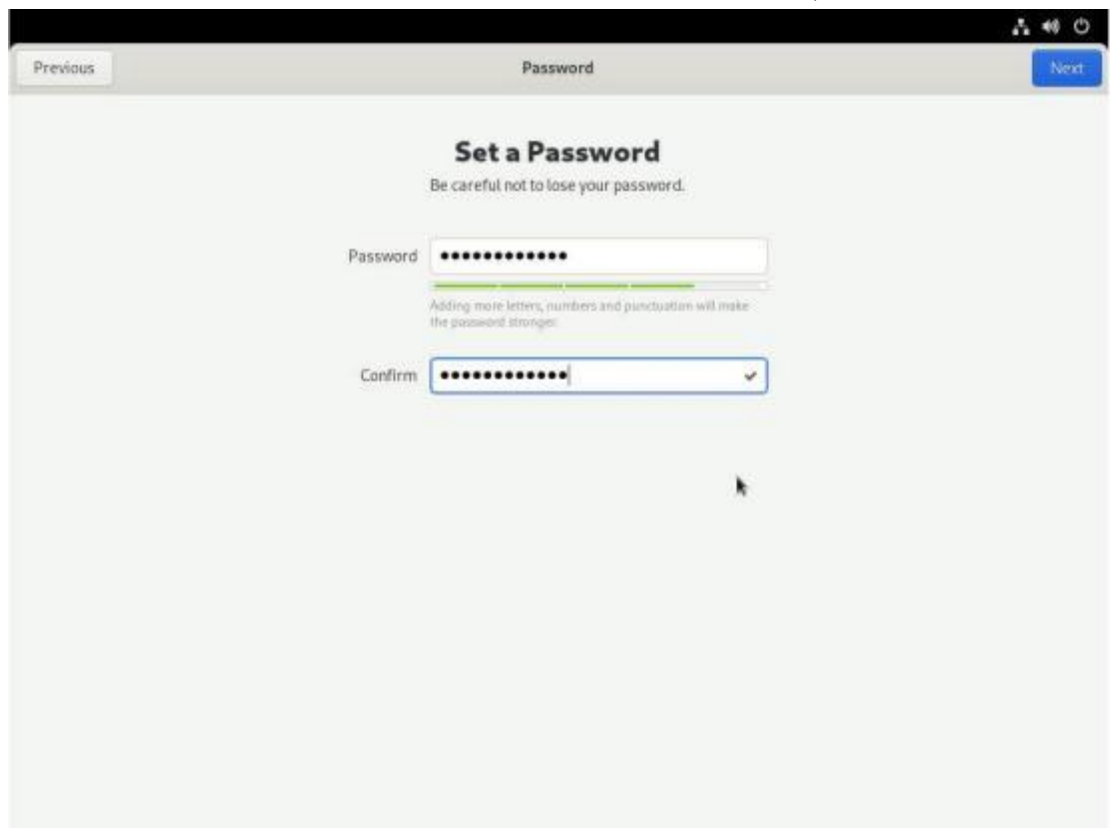 Previous
Password
Next
Set a Password
Be careful not to lose your password.
Password
●●●●●●●●●●●●
Adding more letters, numbers and punctuation will make
the password stronger.
Confirm
●●●●●●●●●●●●